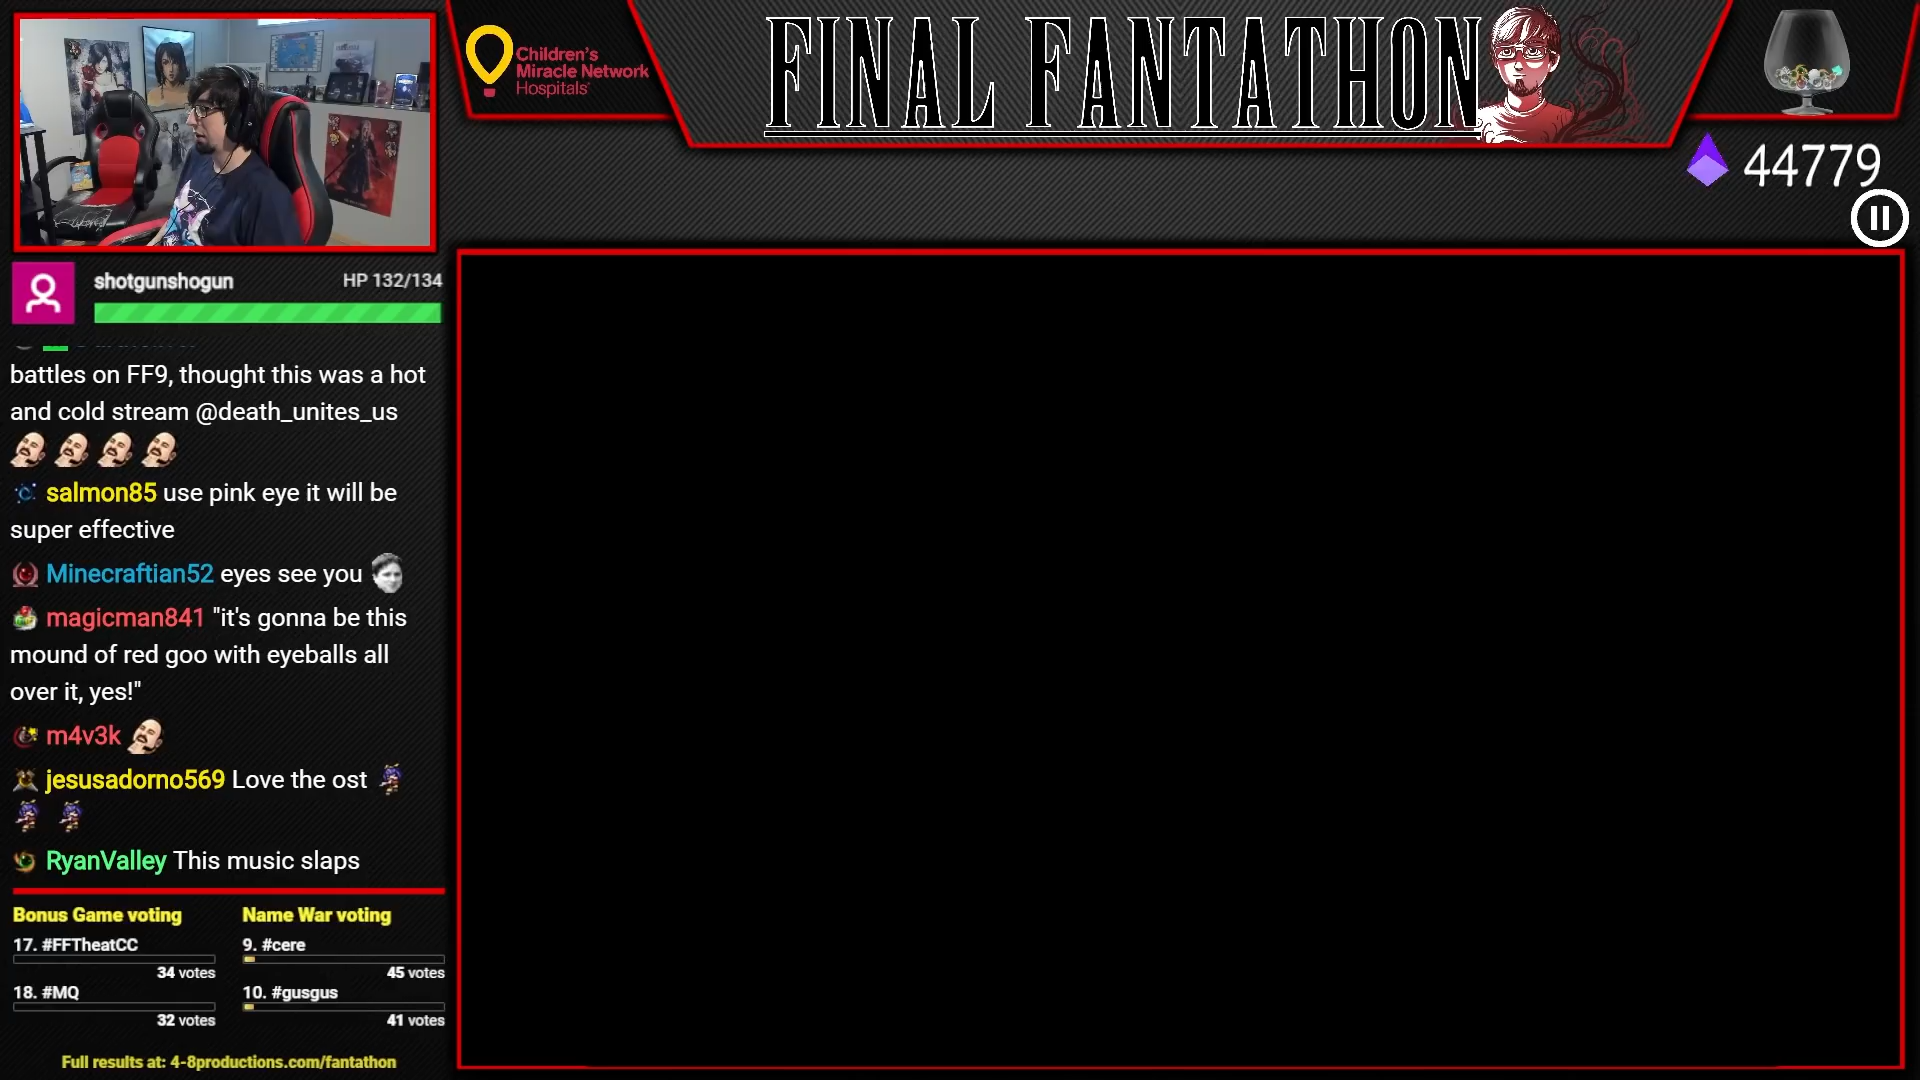 Children's
Miracle Network
Hospitals
FINAL FANTATHON
44779
shotgunshogun HP 132/134
battles on FF9, thought this was a hot
and cold stream @death_unites_us
salmon85 use pink eye it will be
super effective
Minecraftian52 eyes see you
magicman841 "it's gonna be this
mound of red goo with eyeballs all
over it, yes!"
m4v3k
jesusadorno569 Love the ost
RyanValley This music slaps
Bonus Game voting
17. #FFTheatCC
34 votes
18. #MQ
32 votes
Name War voting
9. #cere
45 votes
10. #gusgus
41 votes
Full results at: 4-8productions.com/fantathon